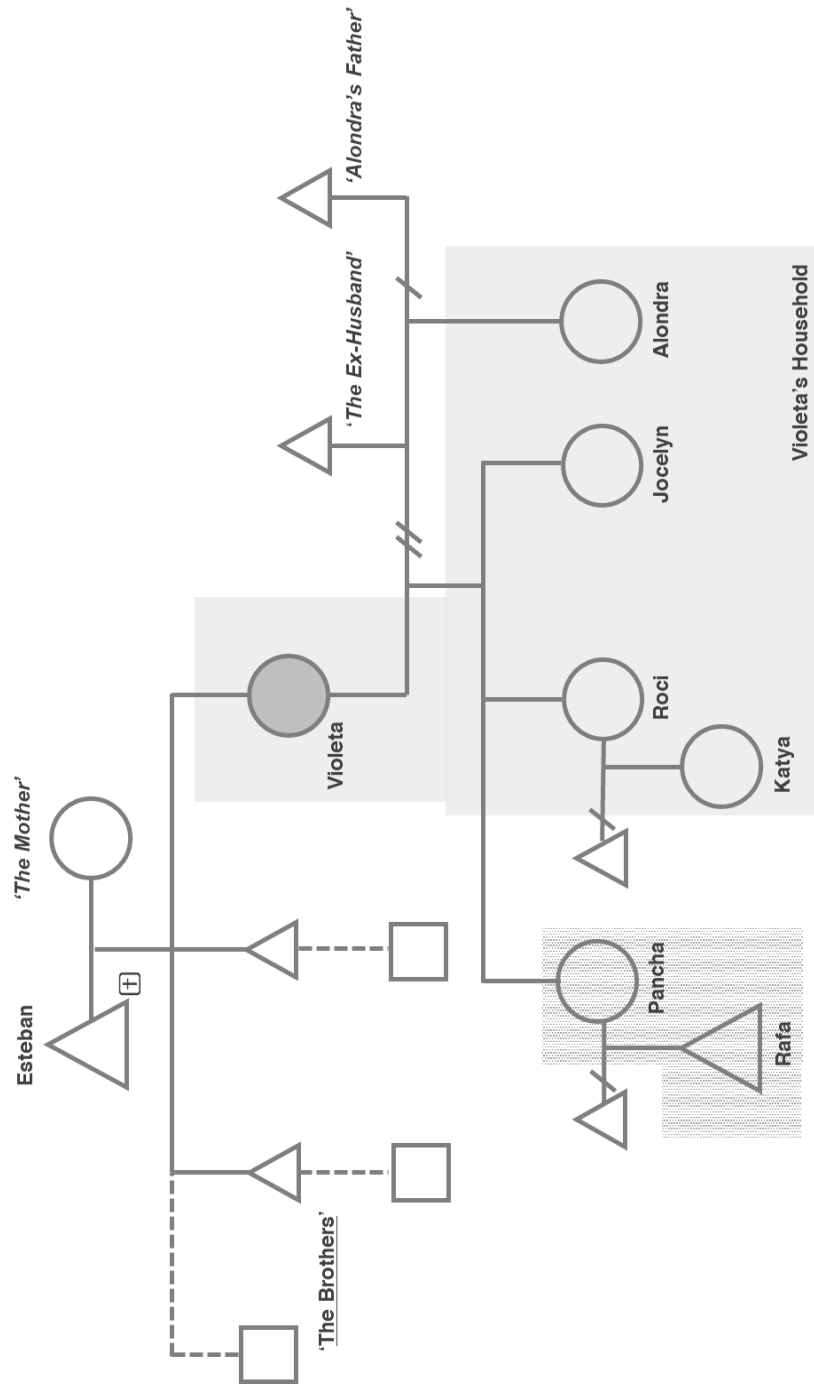 Esteban
‘The Mother’
+
‘The Brothers’
Violeta
‘The Ex-Husband’
‘Alondra’s Father’
Pancha
Roci
Jocelyn
Alondra
Rafa
Katya
Violeta’s Household